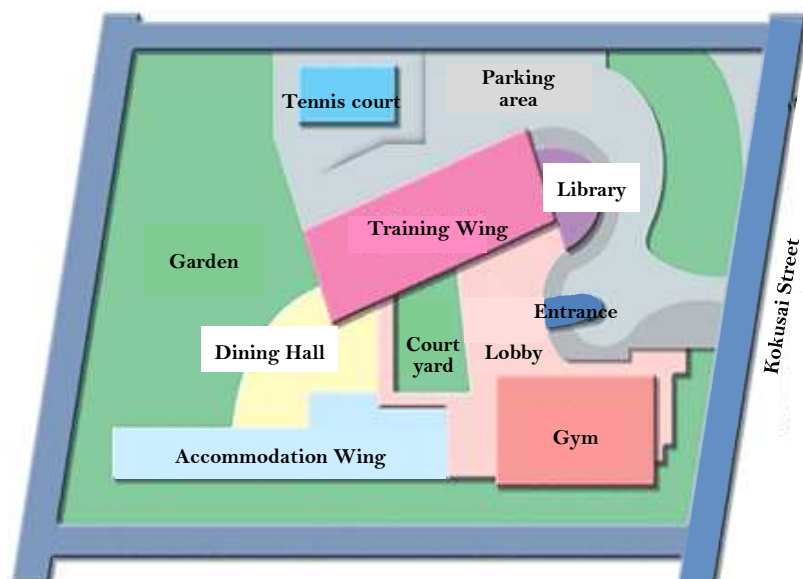 Parking
area
Tennis court
Library
Training Wing
Garden
Entrance
Kokusai Street
Court
yard
Dining Hall
Lobby
Gym
Accommodation Wing